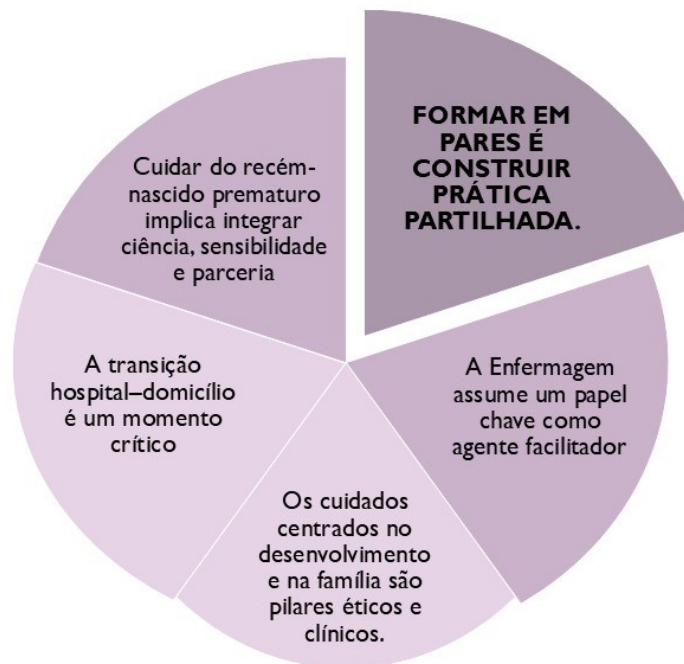 FORMAR EM
PARES É
CONSTRUIR
PRÁTICA
PARTILHADA.
A Enfermagem
assume um papel
chave como
agente facilitador
Os cuidados
centrados no
desenvolvimento
e na família são
pilares éticos e
clínicos.
A transição
hospital–domicílio
é um momento
crítico
Cuidar do recém-
nascido prematuro
implica integrar
ciência, sensibilidade
e parceria